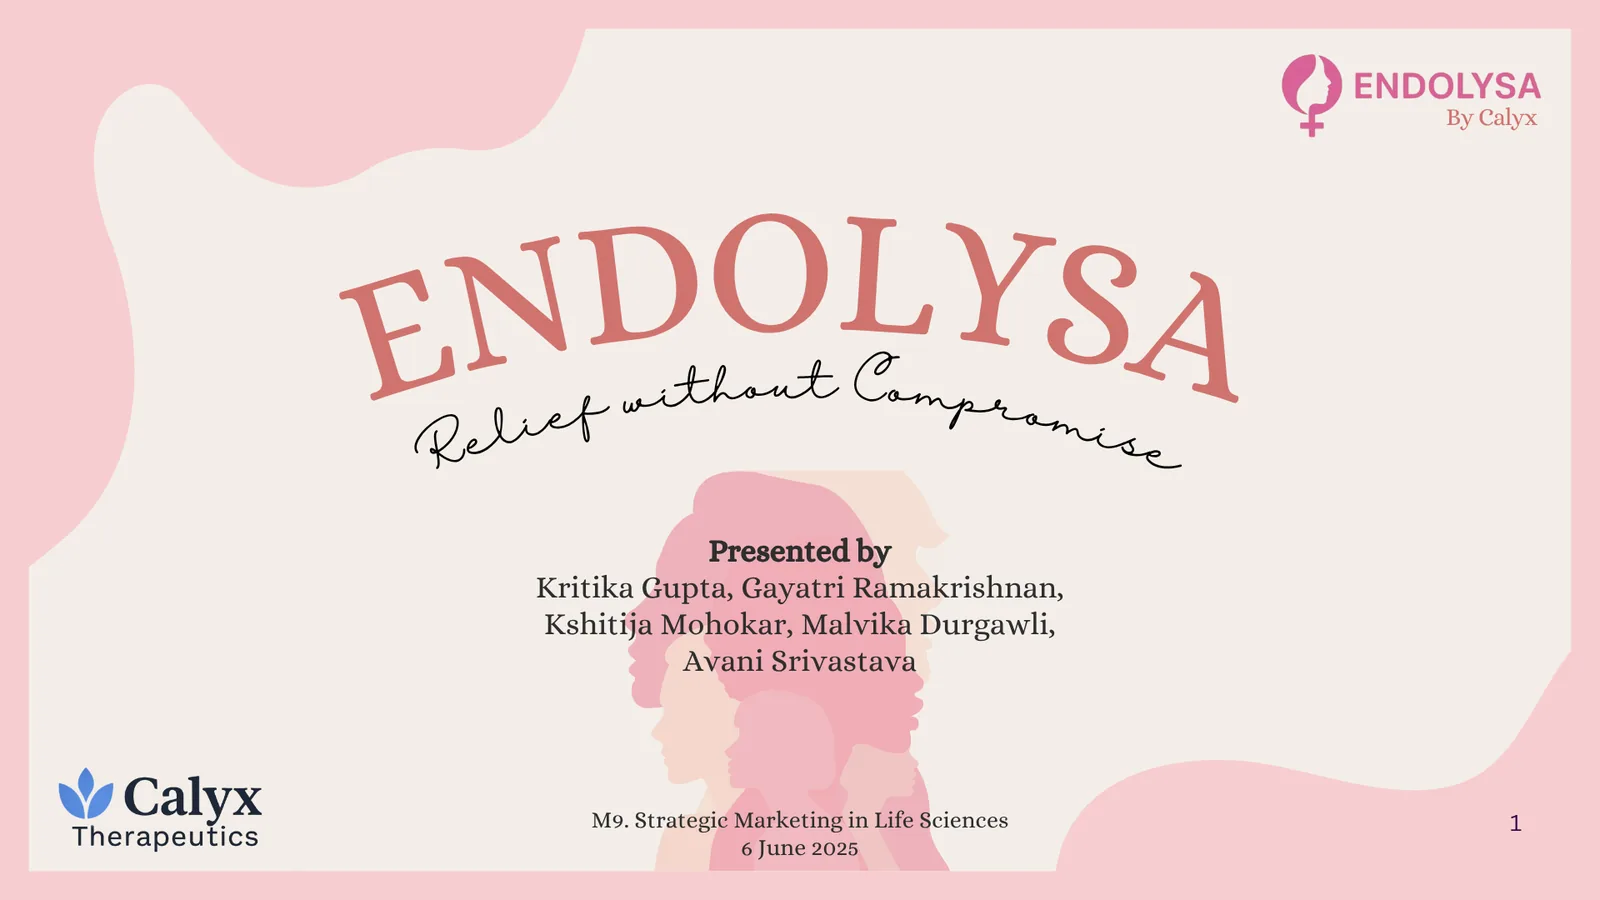 ENDOLYSA
By Calyx
ENDOLYSA
Relief without Compromise
Presented by
Kritika Gupta, Gayatri Ramakrishnan,
Kshitija Mohokar, Malvika Durgawli,
Avani Srivastava
Calyx
Therapeutics
M9. Strategic Marketing in Life Sciences
6 June 2025
1